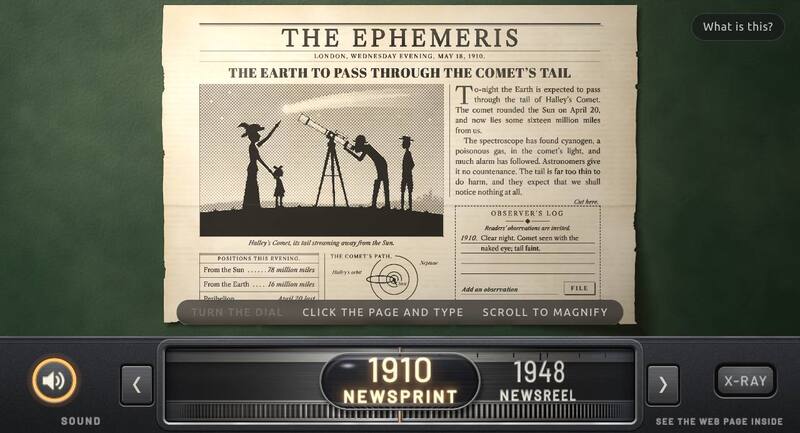 What is this?
THE EPHEMERIS
LONDON, WEDNESDAY EVENING, MAY 18, 1910.
THE EARTH TO PASS THROUGH THE COMET'S TAIL
To-night the Earth is expected to pass
through the tail of Halley's Comet.
The comet rounded the Sun on April 20,
and now lies some sixteen million miles
from us.
The spectroscope has found cyanogen, a
poisonous gas, in the comet's light, and
much alarm has followed. Astronomers give
it no countenance. The tail is far too thin to
do harm, and they expect that we shall
notice nothing at all.
Cut here.
OBSERVER'S LOG
Readers' observations are invited.
1910. Clear night. Comet seen with the
naked eye; tail faint.
Add an observation
FILE
Halley's Comet, its tail streaming away from the Sun.
POSITIONS THIS EVENING.
From the Sun ...... 78 million miles
From the Earth .... 16 million miles
Perihelion April 20 last
THE COMET'S PATH.
Neptune
Halley's orbit
TURN THE DIAL CLICK THE PAGE AND TYPE SCROLL TO MAGNIFY
SOUND
1910
NEWSPRINT
1948
NEWSREEL
X-RAY
SEE THE WEB PAGE INSIDE